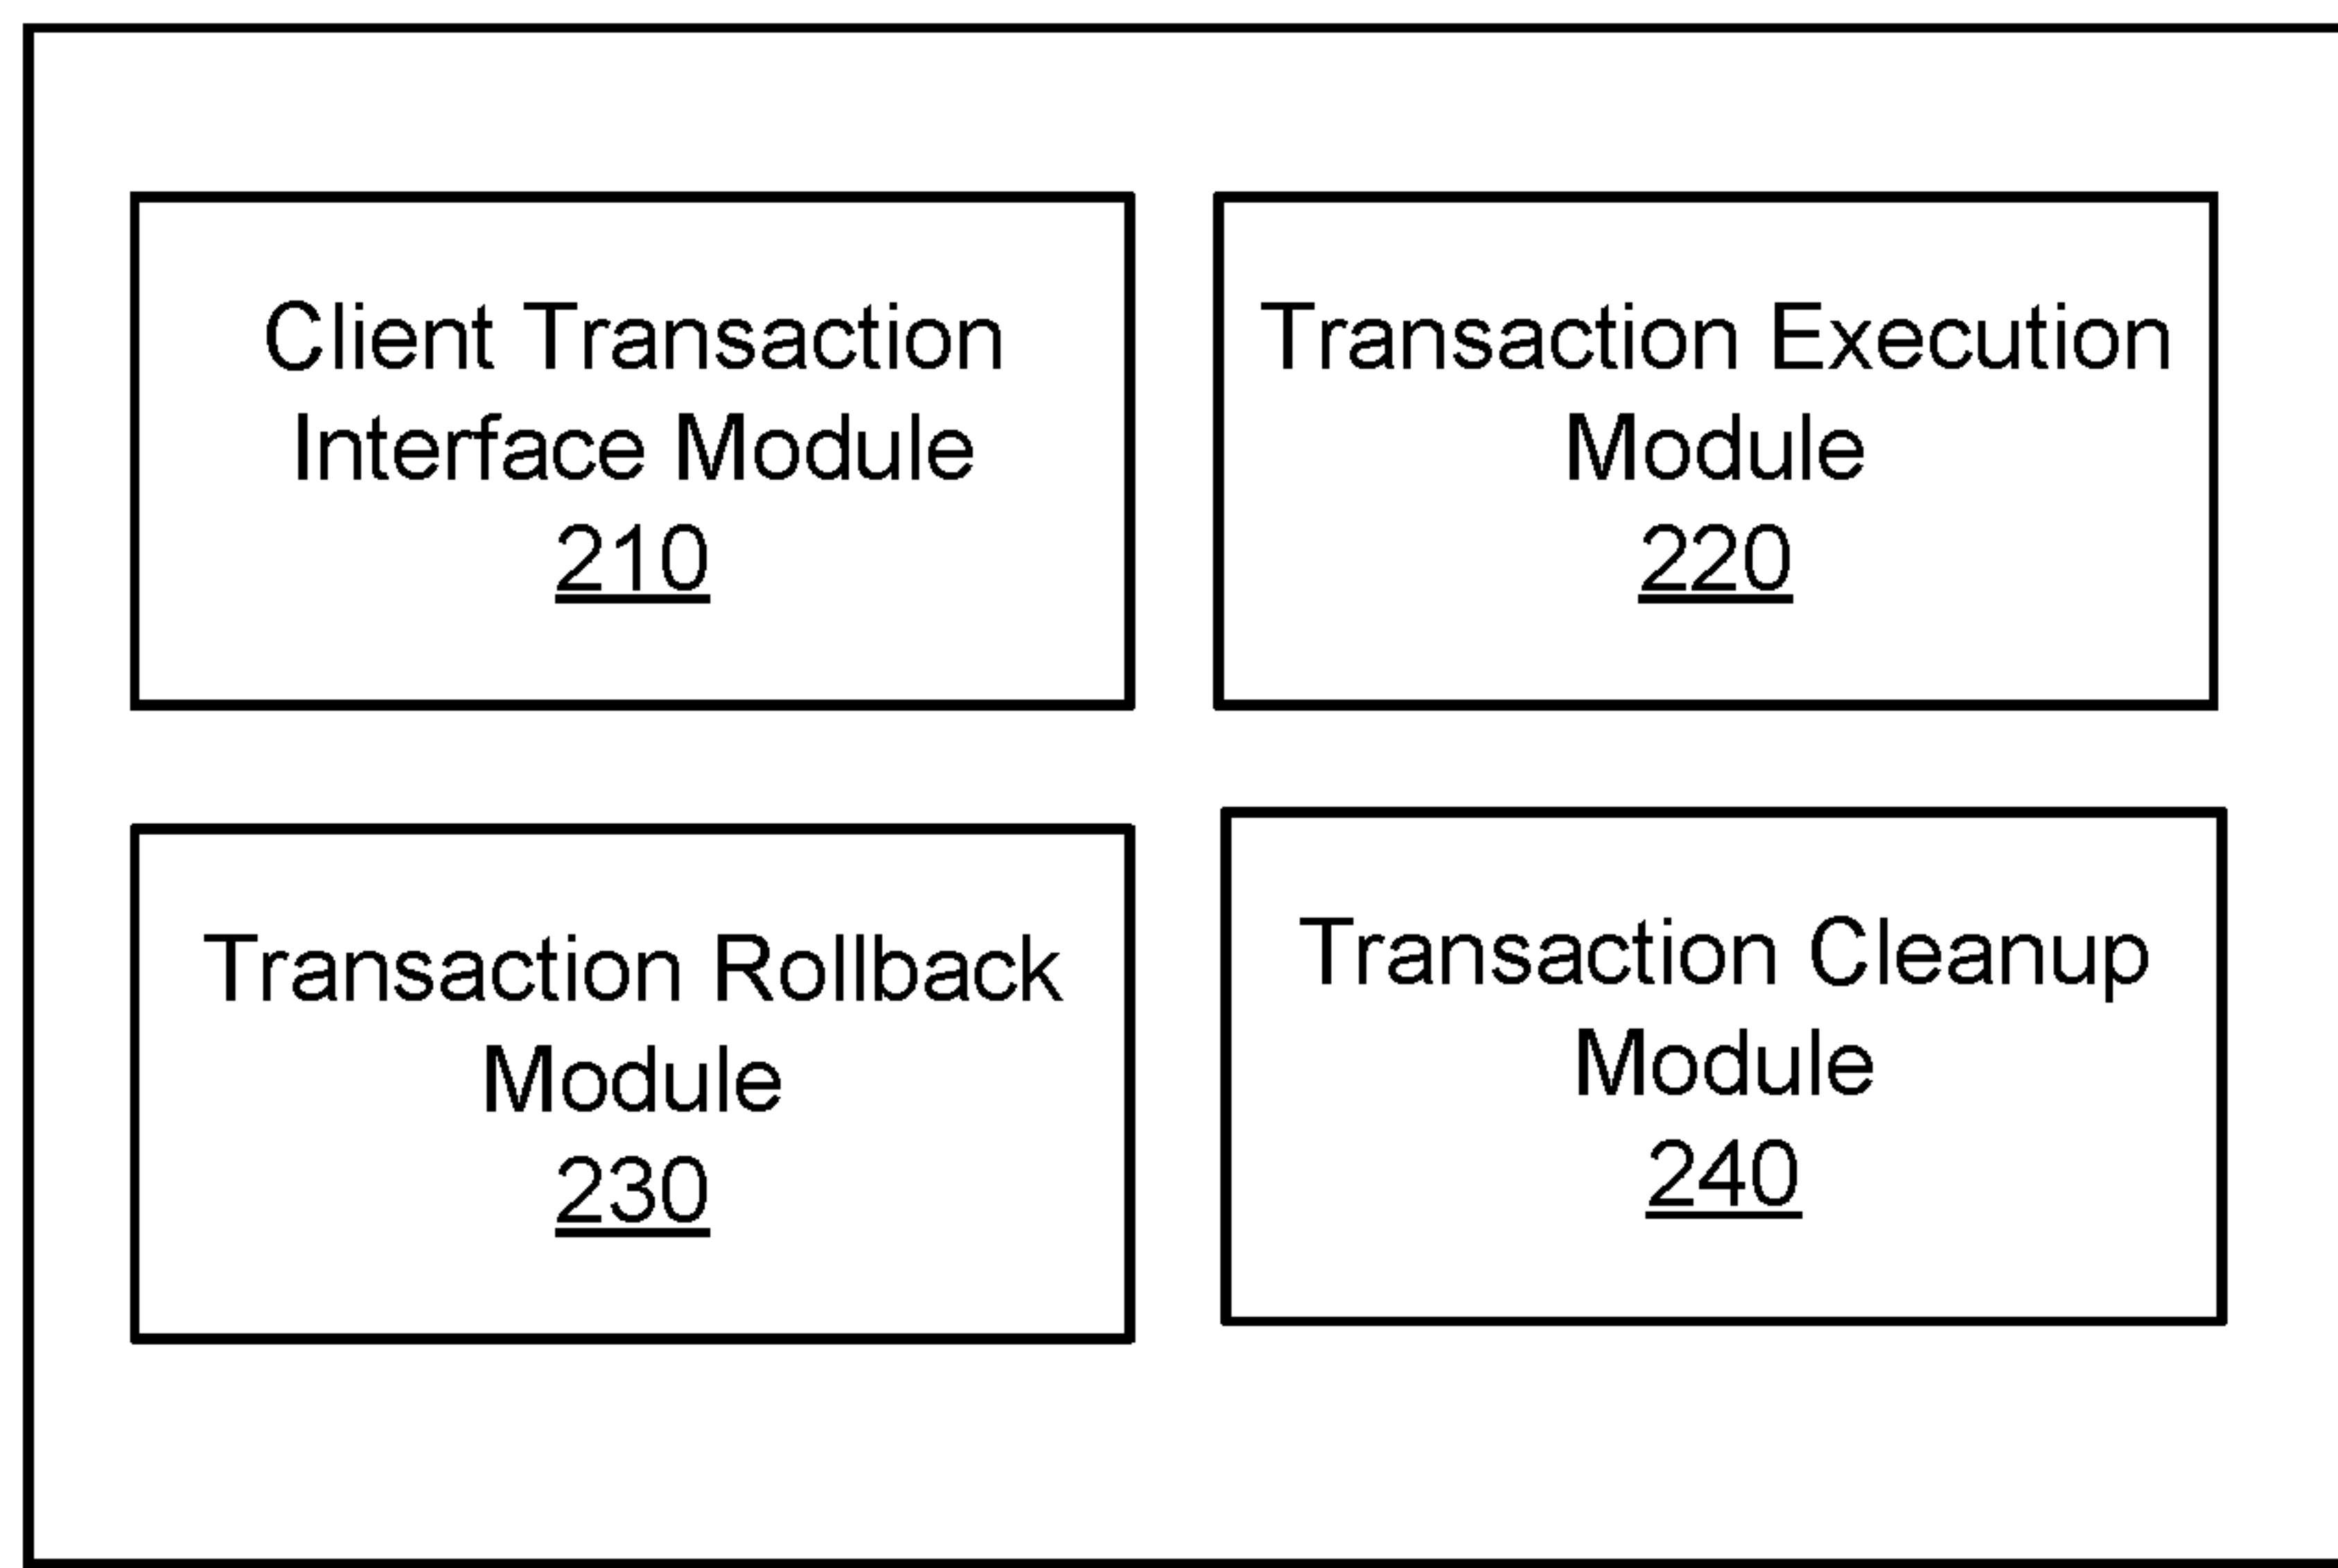 Client Transaction
Interface Module
210
Transaction Execution
Module
220
Transaction Rollback
Module
230
Transaction Cleanup
Module
240